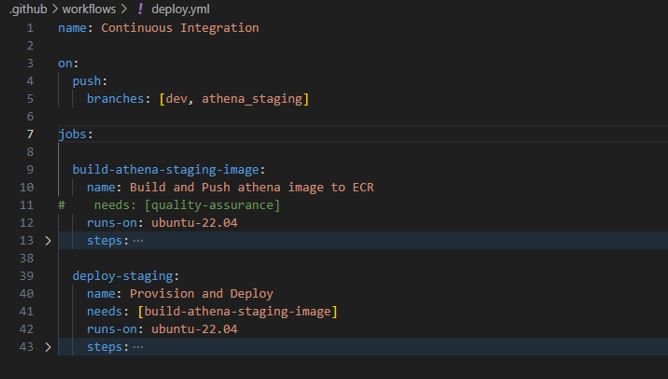 .github > workflows > ! deploy.yml
1 name: Continuous Integration
2
3 on:
4   push:
5     branches: [dev, athena_staging]
6
7 jobs:
8
9   build-athena-staging-image:
10     name: Build and Push athena image to ECR
11 #    needs: [quality-assurance]
12     runs-on: ubuntu-22.04
13 >     steps: ···
38
39   deploy-staging:
40     name: Provision and Deploy
41     needs: [build-athena-staging-image]
42     runs-on: ubuntu-22.04
43 >     steps: ···